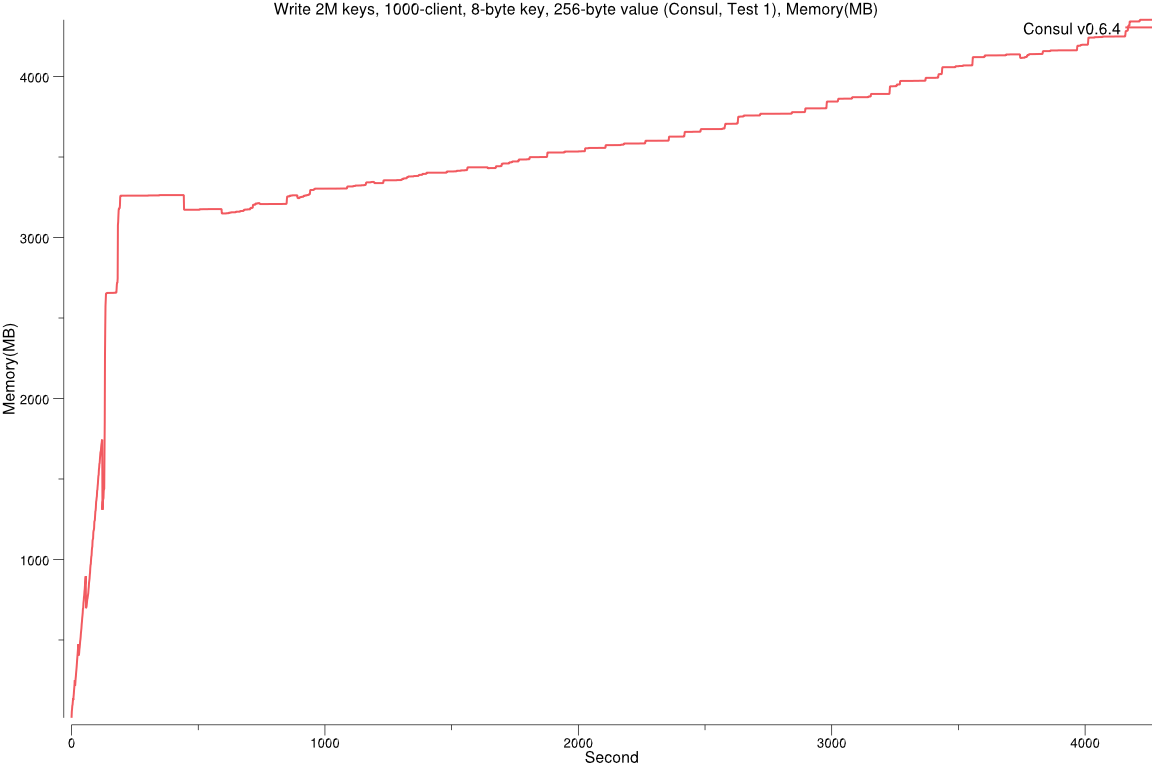 Write 2M keys, 1000-client, 8-byte key, 256-byte value (Consul, Test 1), Memory(MB)
Consul v0.6.4
4000
3000
2000
1000
Memory(MB)
0 1000 2000 3000 4000
Second